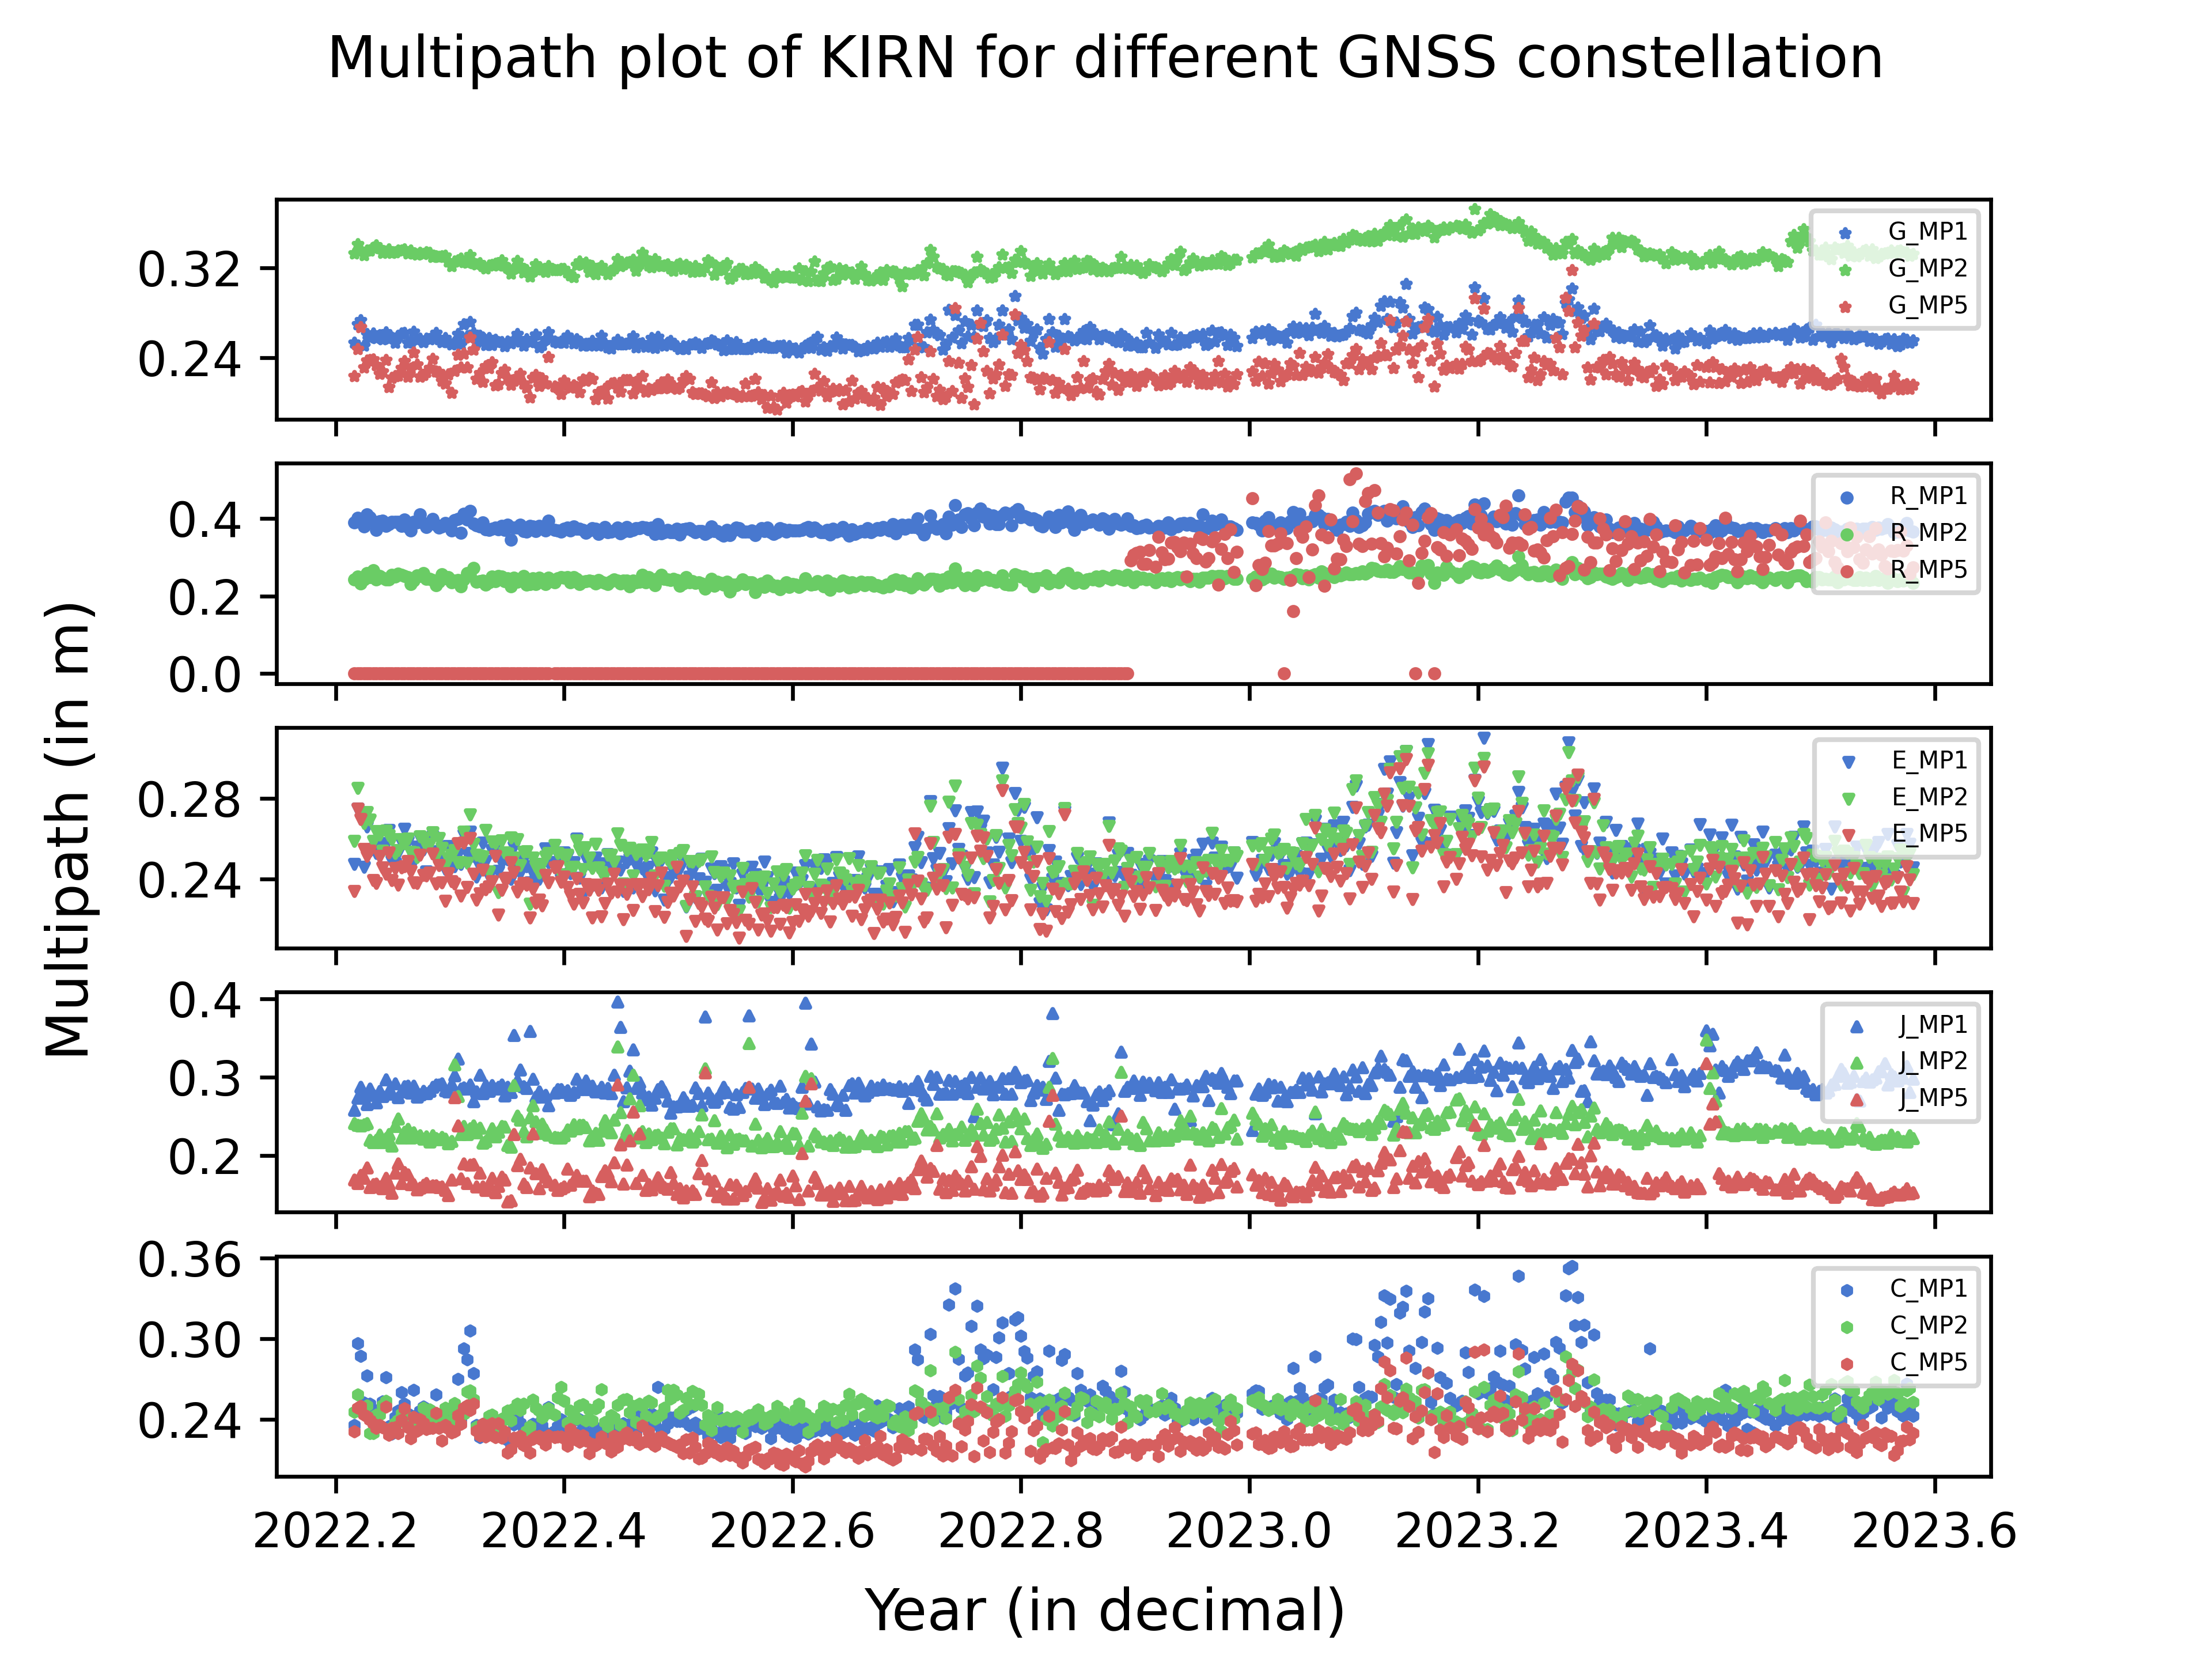 Multipath plot of KIRN for different GNSS constellation
Multipath (in m)
0.32
0.24
G_MP1
G_MP2
G_MP5
0.4
0.2
0.0
R_MP1
R_MP2
R_MP5
0.28
0.24
E_MP1
E_MP2
E_MP5
0.4
0.3
0.2
J_MP1
J_MP2
J_MP5
0.36
0.30
0.24
C_MP1
C_MP2
C_MP5
2022.2 2022.4 2022.6 2022.8 2023.0 2023.2 2023.4 2023.6
Year (in decimal)